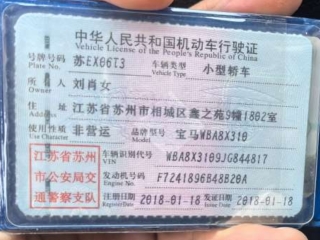 中华人民共和国机动车行驶证
Vehicle License of the People's Republic of China
号牌号码 苏EX06T3 车辆类型 小型轿车
Plate No. Vehicle Type
所有人 刘肖女
Owner
住址 江苏省苏州市相城区鑫之苑9幢1802室
Address
使用性质 非营运 品牌型号 宝马WBA8X310
Use Character Model
江苏省苏州
市公安局交
通警察支队
车辆识别代号 WBA8X3109JG844817
VIN
发动机号码 F7241896B48B20A
Engine No.
注册日期 2018-01-18 发证日期 2018-01-18
Register Date Issue Date